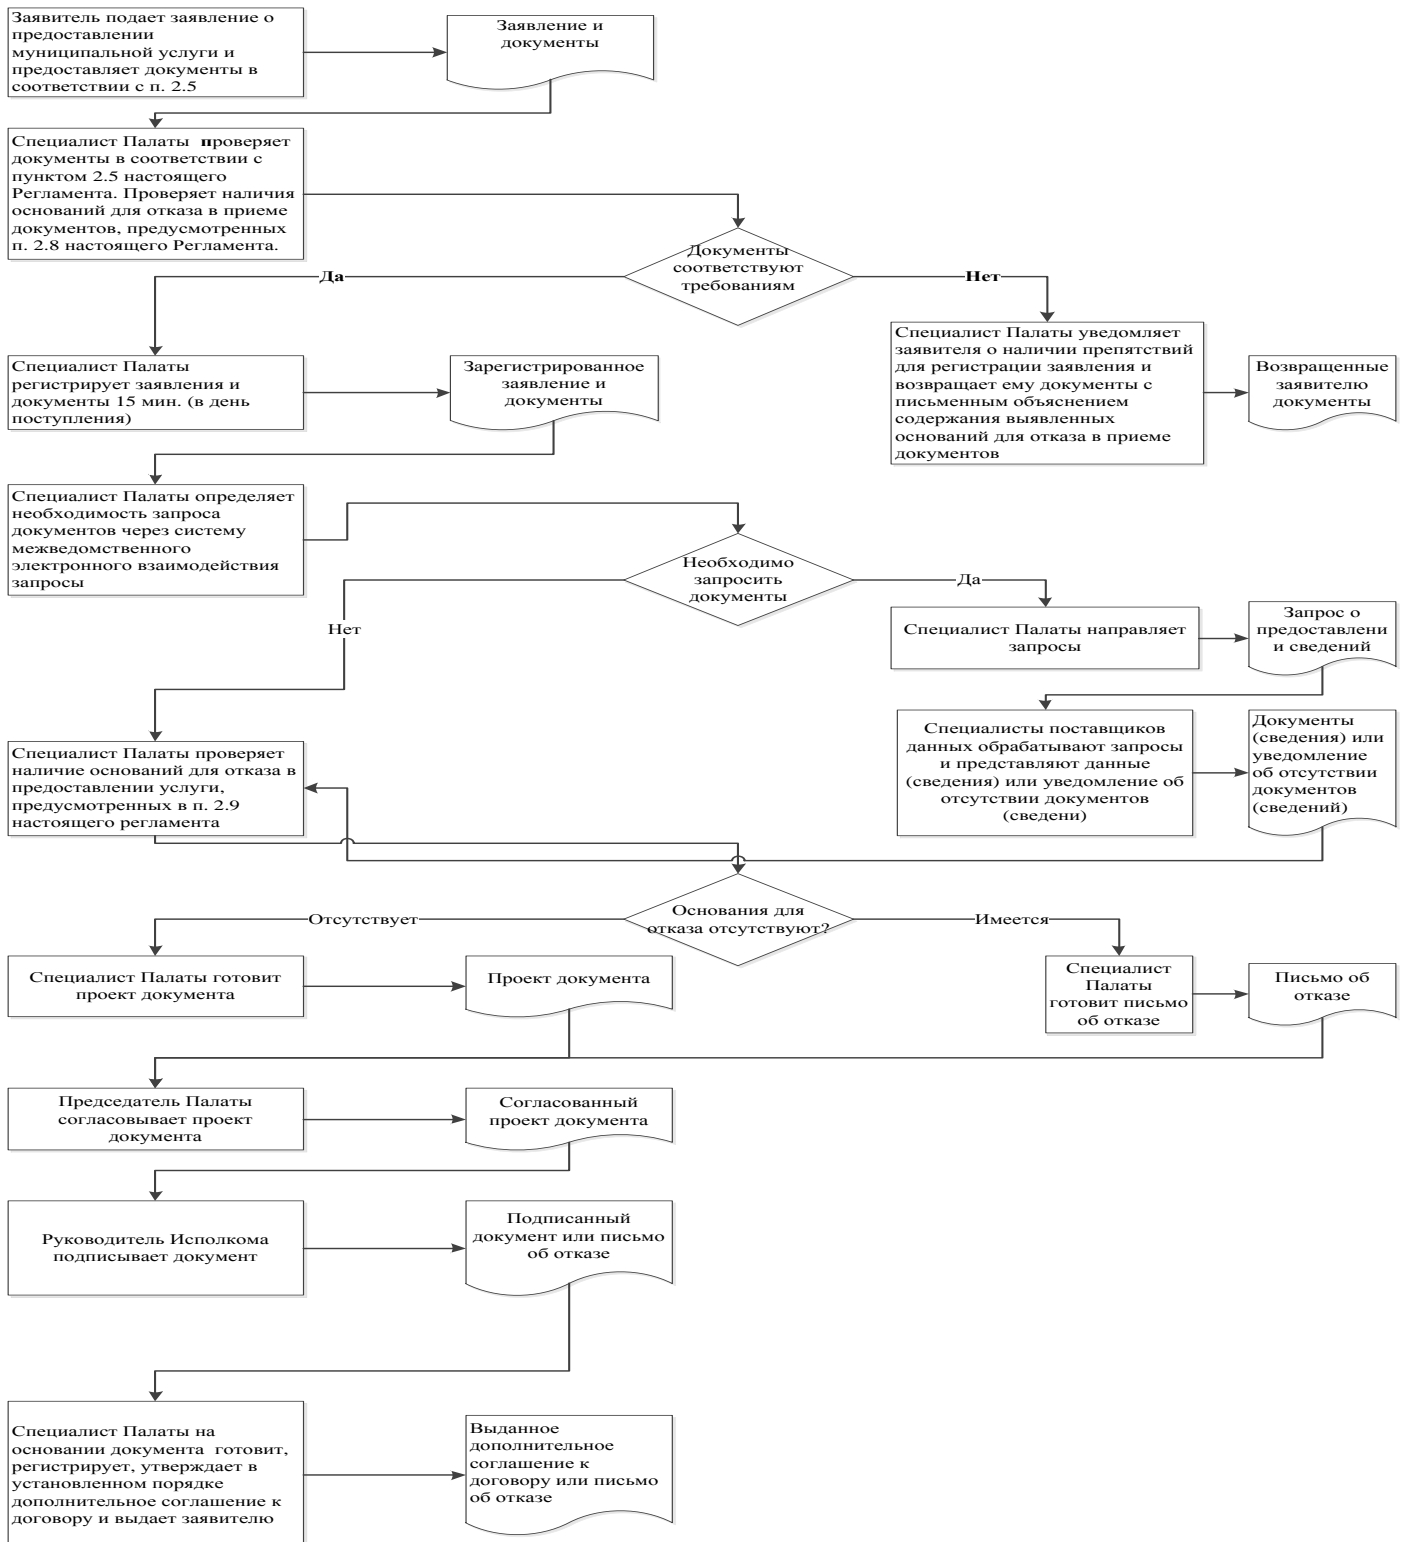 Заявитель подает заявление о
предоставлении
муниципальной услуги и
предоставляет документы в
соответствии с п. 2.5
Заявление и
документы
Специалист Палаты проверяет
документы в соответствии с
пунктом 2.5 настоящего
Регламента. Проверяет наличия
оснований для отказа в приеме
документов, предусмотренных
п. 2.8 настоящего Регламента.
Документы
соответствуют
требованиям
Да
Нет
Специалист Палаты
регистрирует заявления и
документы 15 мин. (в день
поступления)
Зарегистрированное
заявление и
документы
Специалист Палаты уведомляет
заявителя о наличии препятствий
для регистрации заявления и
возвращает ему документы с
письменным объяснением
содержания выявленных
оснований для отказа в приеме
документов
Возвращенные
заявителю
документы
Специалист Палаты определяет
необходимость запроса
документов через систему
межведомственного
электронного взаимодействия
запросы
Необходимо
запросить
документы
Да
Нет
Специалист Палаты направляет
запросы
Запрос о
предоставлени
и сведений
Специалисты поставщиков
данных обрабатывают запросы
и представляют данные
(сведения) или уведомление об
отсутствии документов
(сведени)
Документы
(сведения) или
уведомление
об отсутствии
документов
(сведений)
Специалист Палаты проверяет
наличие оснований для отказа в
предоставлении услуги,
предусмотренных в п. 2.9
настоящего регламента
Основания для
отказа отсутствуют?
Отсутствует
Имеется
Специалист Палаты готовит
проект документа
Проект документа
Специалист
Палаты
готовит письмо
об отказе
Письмо об
отказе
Председатель Палаты
согласовывает проект
документа
Согласованный
проект документа
Руководитель Исполкома
подписывает документ
Подписанный
документ или письмо
об отказе
Специалист Палаты на
основании документа готовит,
регистрирует, утверждает в
установленном порядке
дополнительное соглашение к
договору и выдает заявителю
Выданное
дополнительное
соглашение к
договору или письмо
об отказе